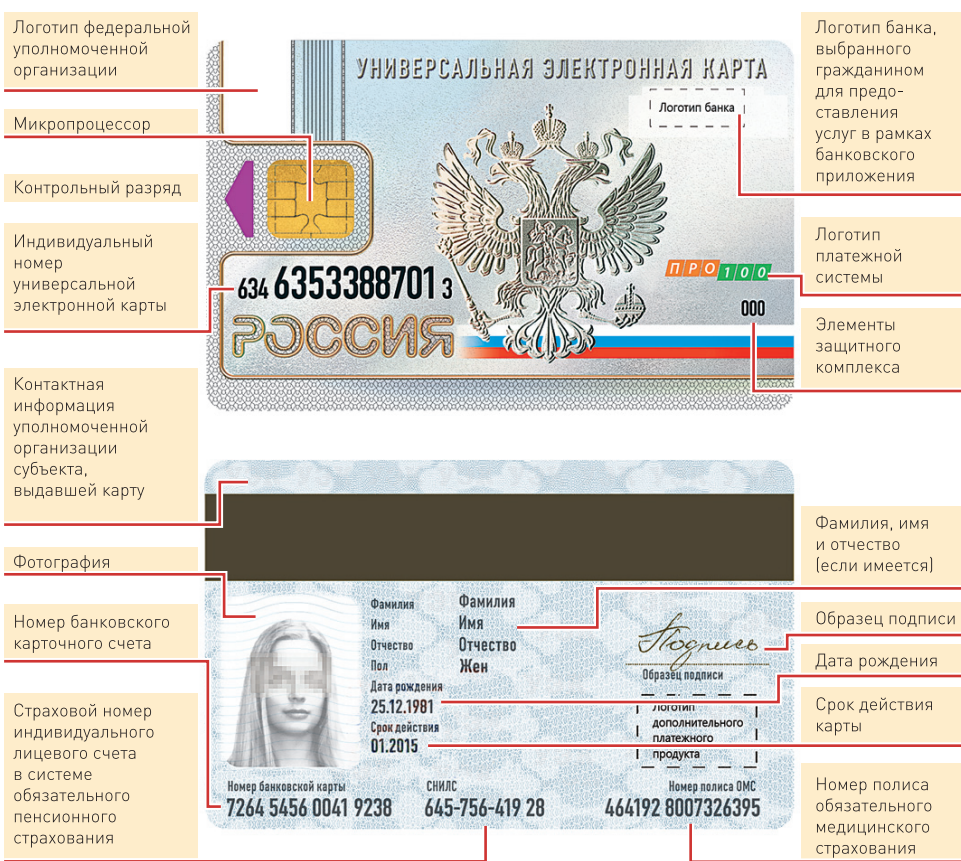 Логотип федеральной
уполномоченной
организации
Микропроцессор
Контрольный разряд
Индивидуальный
номер
универсальной
электронной карты
Контактная
информация
уполномоченной
организации
субъекта,
выдавшей карту
Фотография
Номер банковского
карточного счета
Страховой номер
индивидуального
лицевого счета
в системе
обязательного
пенсионного
страхования
УНИВЕРСАЛЬНАЯ ЭЛЕКТРОННАЯ КАРТА
Логотип банка
ПРО100
000
634 6353388701 3
РОССИЯ
Фамилия Фамилия
Имя Имя
Отчество Отчество
Пол Жен
Дата рождения
25.12.1981
Срок действия
01.2015
Подпись
Образец подписи
Логотип
дополнительного
платежного
продукта
Номер банковской карты СНИЛС Номер полиса ОМС
7264 5456 0041 9238 645-756-419 28 464192 8007326395
Логотип банка,
выбранного
гражданином
для предо-
ставления
услуг в рамках
банковского
приложения
Логотип
платежной
системы
Элементы
защитного
комплекса
Фамилия, имя
и отчество
(если имеется)
Образец подписи
Дата рождения
Срок действия
карты
Номер полиса
обязательного
медицинского
страхования